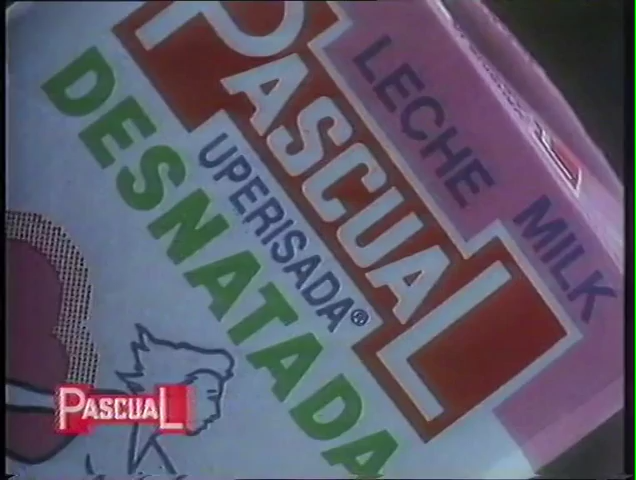 LECHE MILK
PASCUAL
UPERISADA®
DESNATADA
PASCUAL